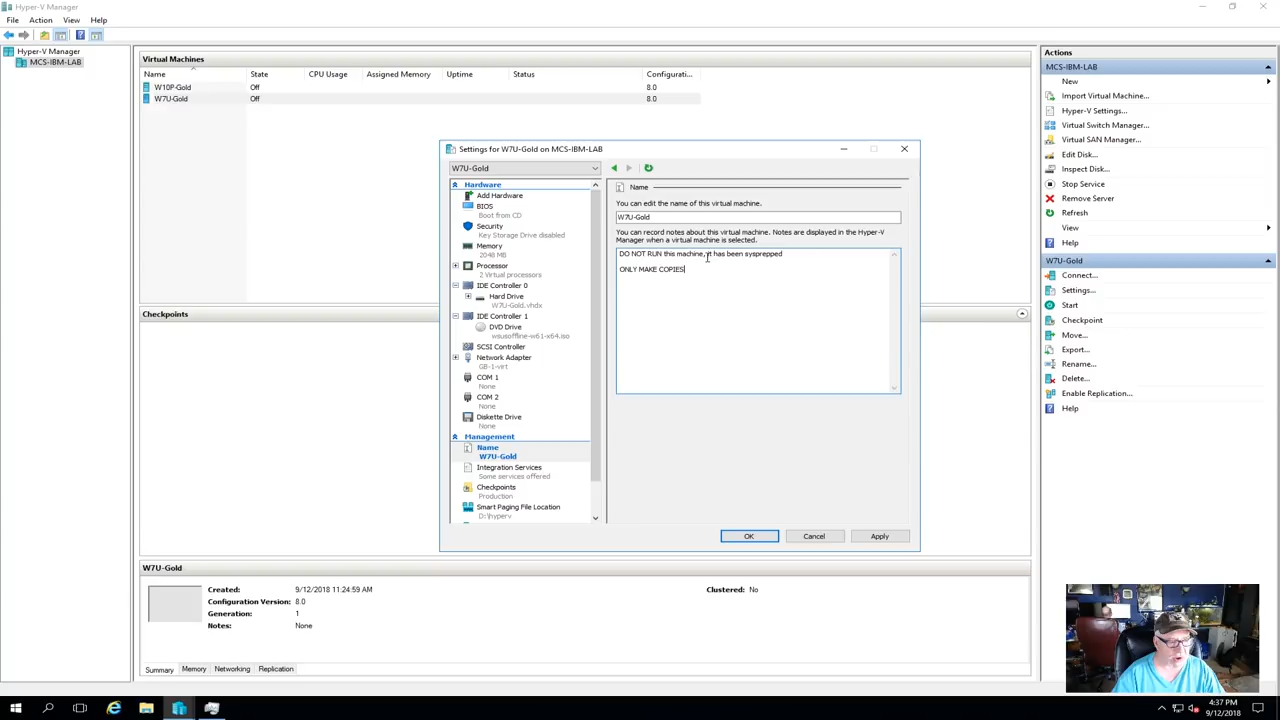 Hyper-V Manager
File Action View Help
Hyper-V Manager
MCS-IBM-LAB
Virtual Machines
Name State CPU Usage Assigned Memory Uptime Status Configurati...
W10P-Gold Off 8.0
W7U-Gold Off 8.0
Settings for W7U-Gold on MCS-IBM-LAB
W7U-Gold
Hardware
Add Hardware
BIOS
Boot from CD
Security
Key Storage Drive disabled
Memory
2048 MB
Processor
2 Virtual processors
IDE Controller 0
Hard Drive
W7U-Gold.vhdx
IDE Controller 1
DVD Drive
wsusoffline-w61-x64.iso
SCSI Controller
Network Adapter
GB-1-virt
COM 1
None
COM 2
None
Diskette Drive
None
Management
Name
W7U-Gold
Integration Services
Some services offered
Checkpoints
Production
Smart Paging File Location
D:\hyperv
Name
You can edit the name of this virtual machine.
W7U-Gold
You can record notes about this virtual machine. Notes are displayed in the Hyper-V
Manager when a virtual machine is selected.
DO NOT RUN this machine, it has been sysprepped
ONLY MAKE COPIES
OK Cancel Apply
Checkpoints
W7U-Gold
Created: 9/12/2018 11:24:59 AM
Configuration Version: 8.0
Generation: 1
Notes: None
Clustered: No
Summary Memory Networking Replication
Actions
MCS-IBM-LAB
New
Import Virtual Machine...
Hyper-V Settings...
Virtual Switch Manager...
Virtual SAN Manager...
Edit Disk...
Inspect Disk...
Stop Service
Remove Server
Refresh
View
Help
W7U-Gold
Connect...
Settings...
Start
Checkpoint
Move...
Export...
Rename...
Delete...
Enable Replication...
Help
4:37 PM
9/12/2018